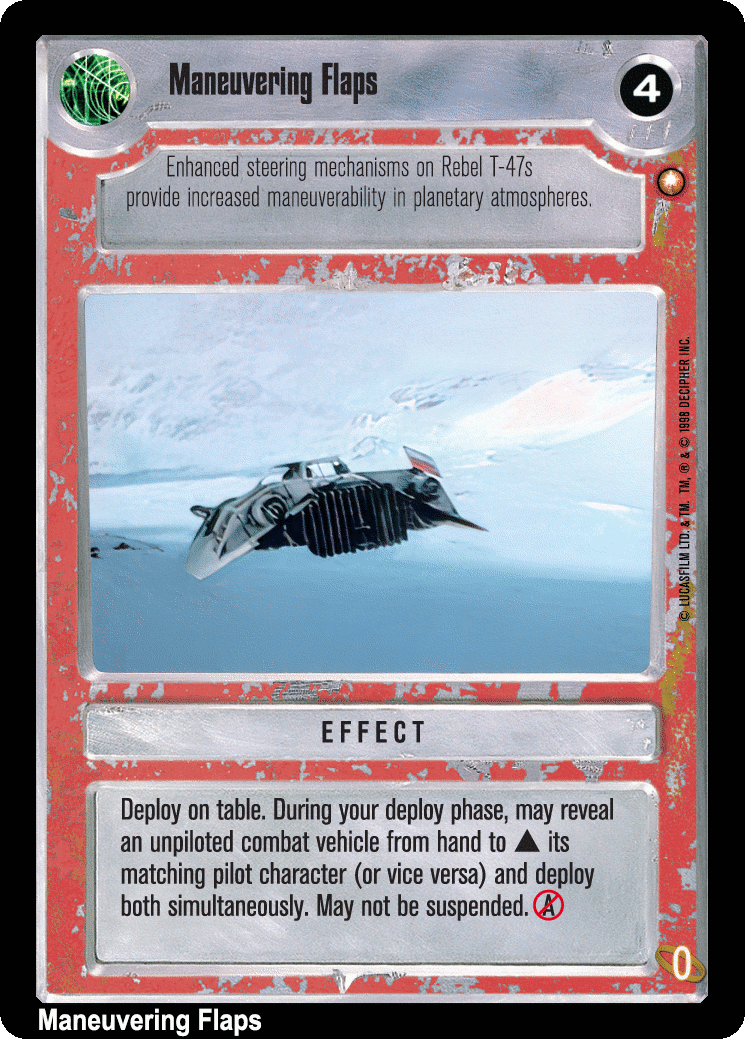 Maneuvering Flaps
4
Enhanced steering mechanisms on Rebel T-47s
provide increased maneuverability in planetary atmospheres.
© LUCASFILM LTD. & TM. TM, ® & © 1998 DECIPHER INC.
EFFECT
Deploy on table. During your deploy phase, may reveal
an unpiloted combat vehicle from hand to ▲ its
matching pilot character (or vice versa) and deploy
both simultaneously. May not be suspended. A
0
Maneuvering Flaps